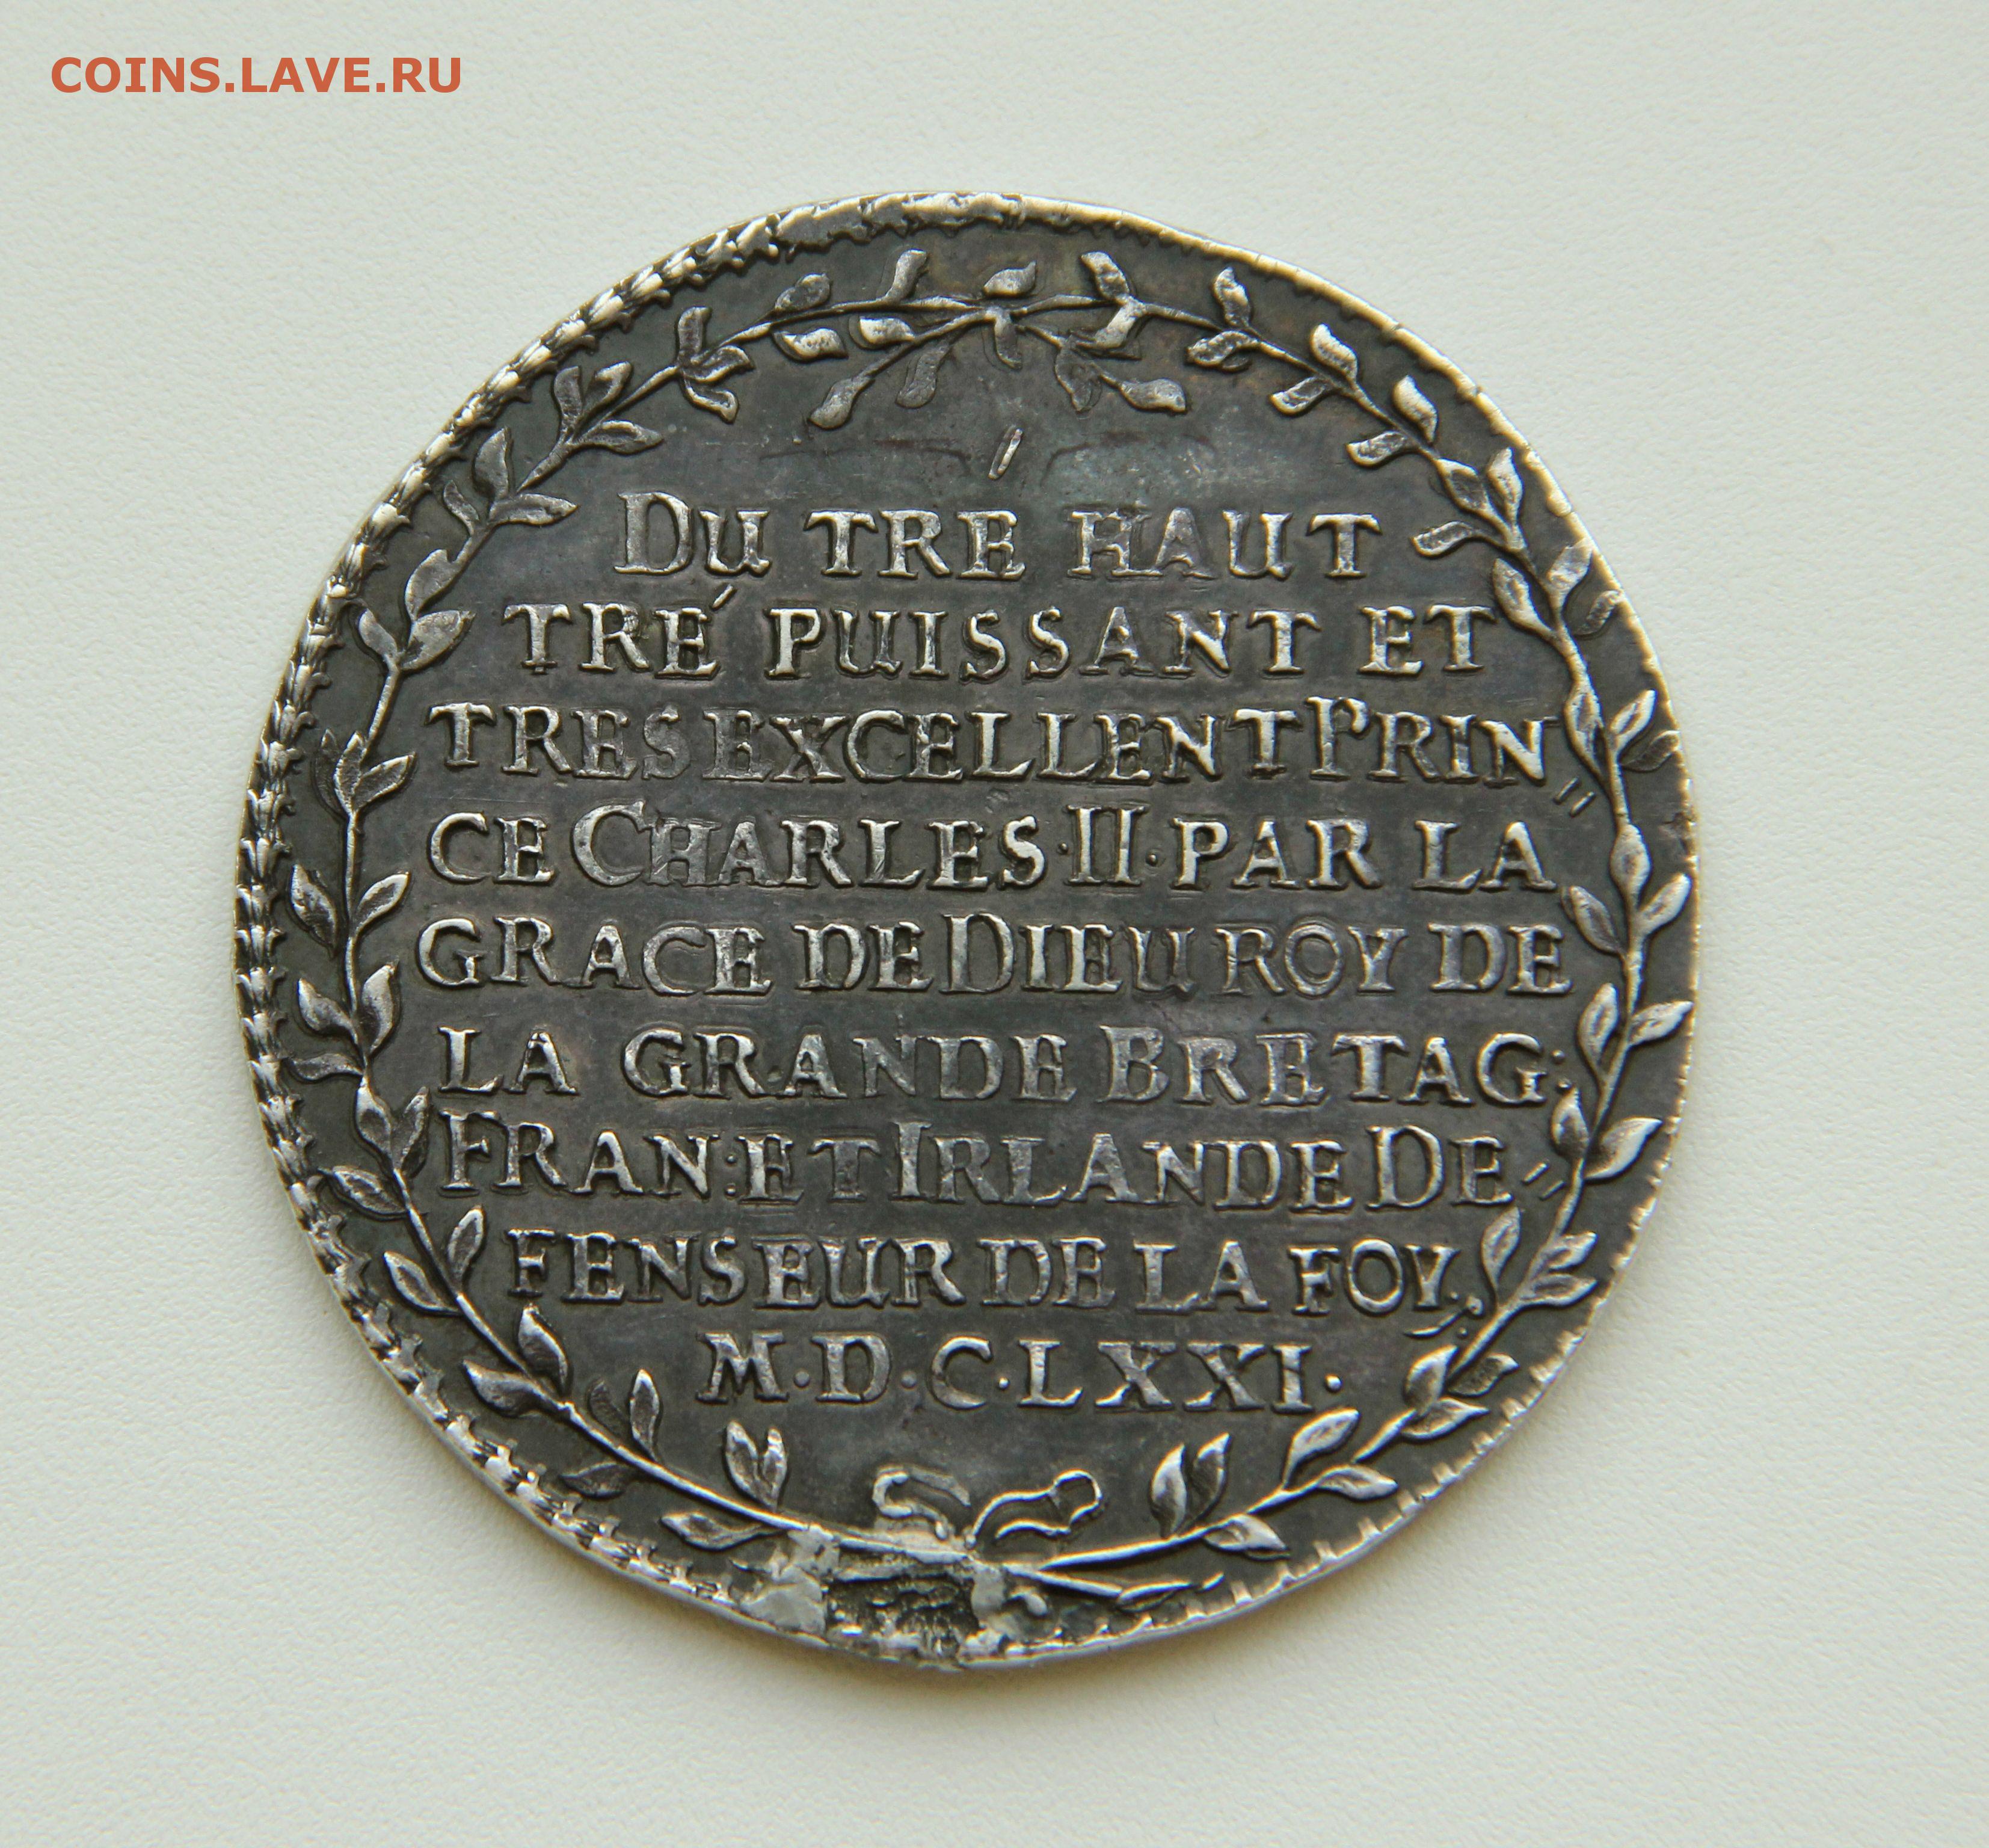 COINS.LAVE.RU
DU TRÉ HAUT
TRÉ PUISSANT ET
TRES EXCELLENT PRIN"
CE CHARLES·II·PAR LA
GRACE DE DIEU ROY DE
LA GRANDE BRETAG:
FRAN:ET IRLANDE DE"
FENSEUR DE LA FOY.
M·D·C·LXXI·